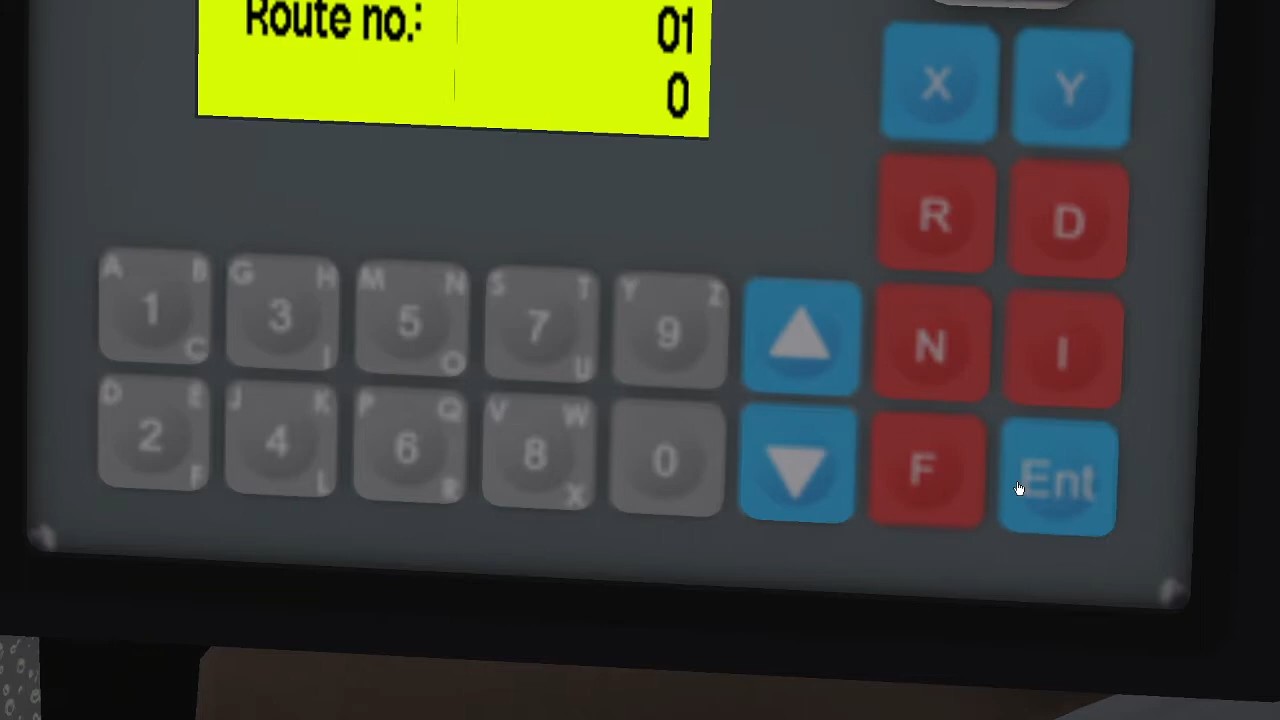 Route no.: 01
0
X Y
R D
A B G H M N S T Y Z
1 3 5 7 9 N I
C I O U
D E J K P Q V W
2 4 6 8 0 F Ent
F L R X